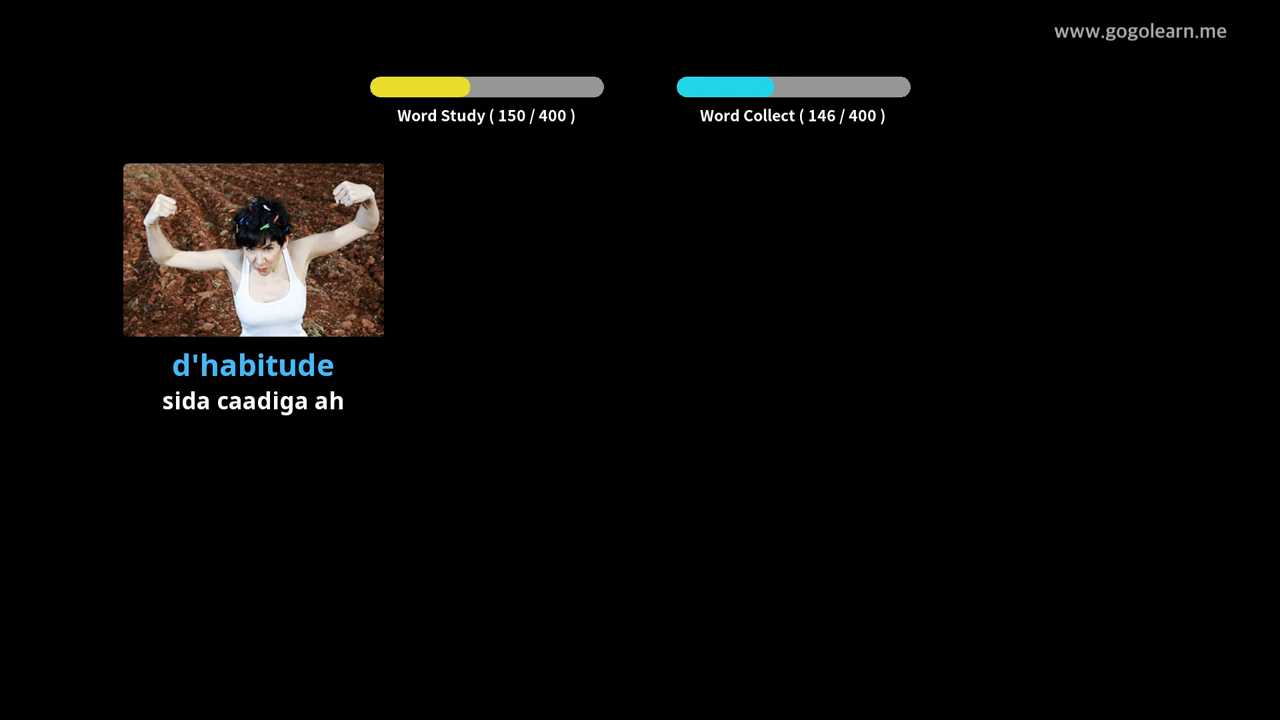 www.gogolearn.me
Word Study ( 150 / 400 )
Word Collect ( 146 / 400 )
d'habitude
sida caadiga ah